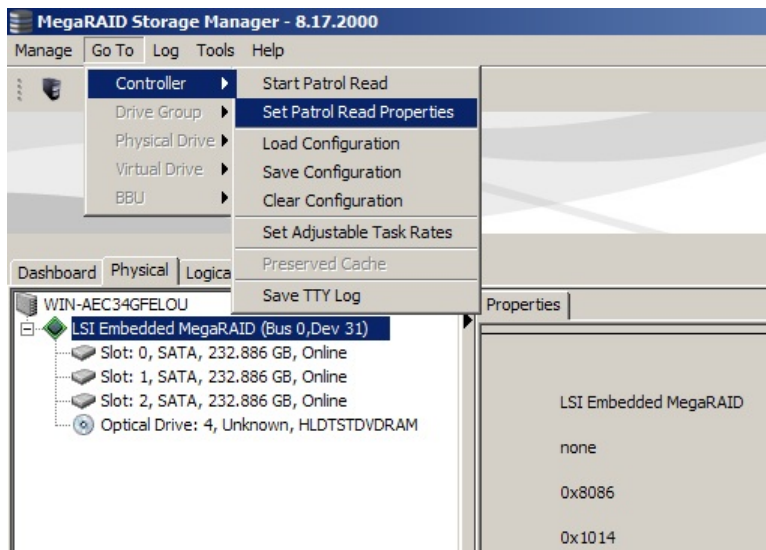 MegaRAID Storage Manager - 8.17.2000
Manage Go To Log Tools Help
Controller
Drive Group
Physical Drive
Virtual Drive
BBU
Start Patrol Read
Set Patrol Read Properties
Load Configuration
Save Configuration
Clear Configuration
Set Adjustable Task Rates
Preserved Cache
Save TTY Log
Dashboard Physical Logica
WIN-AEC34GFELOU
LSI Embedded MegaRAID (Bus 0,Dev 31)
Slot: 0, SATA, 232.886 GB, Online
Slot: 1, SATA, 232.886 GB, Online
Slot: 2, SATA, 232.886 GB, Online
Optical Drive: 4, Unknown, HLDTSTDVDRAM
Properties
LSI Embedded MegaRAID
none
0x8086
0x1014